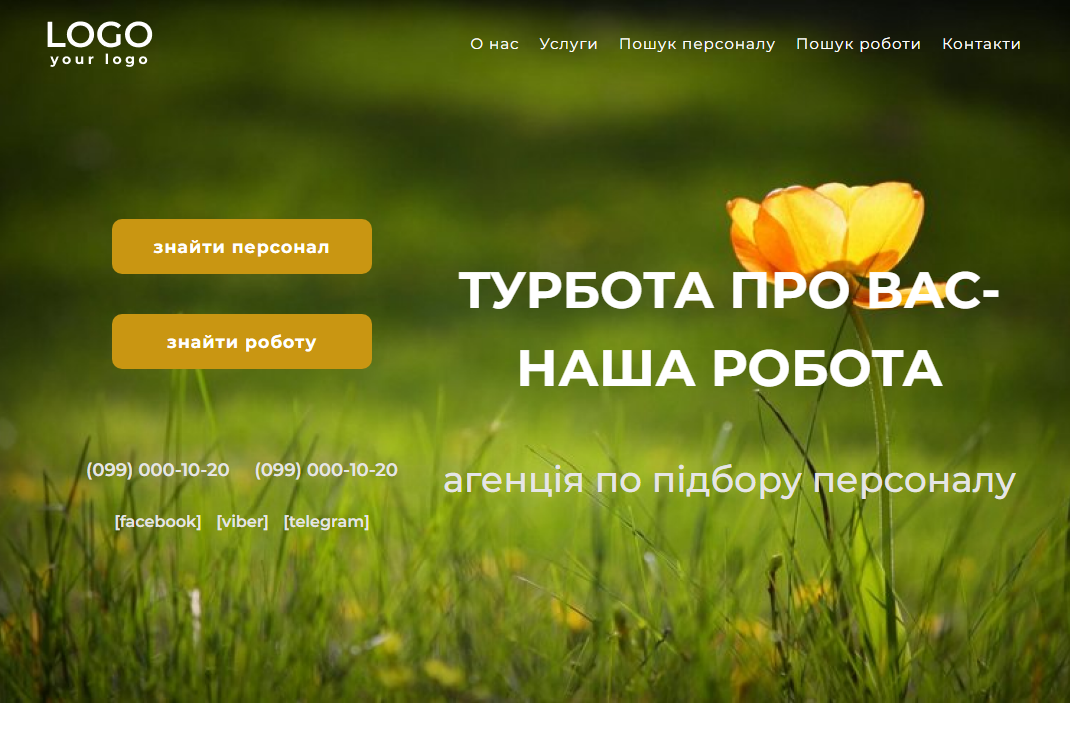 LOGO
your logo
О нас Услуги Пошук персоналу Пошук роботи Контакти
знайти персонал
знайти роботу
(099) 000-10-20 (099) 000-10-20
[facebook] [viber] [telegram]
ТУРБОТА ПРО ВАС-
НАША РОБОТА
агенція по підбору персоналу